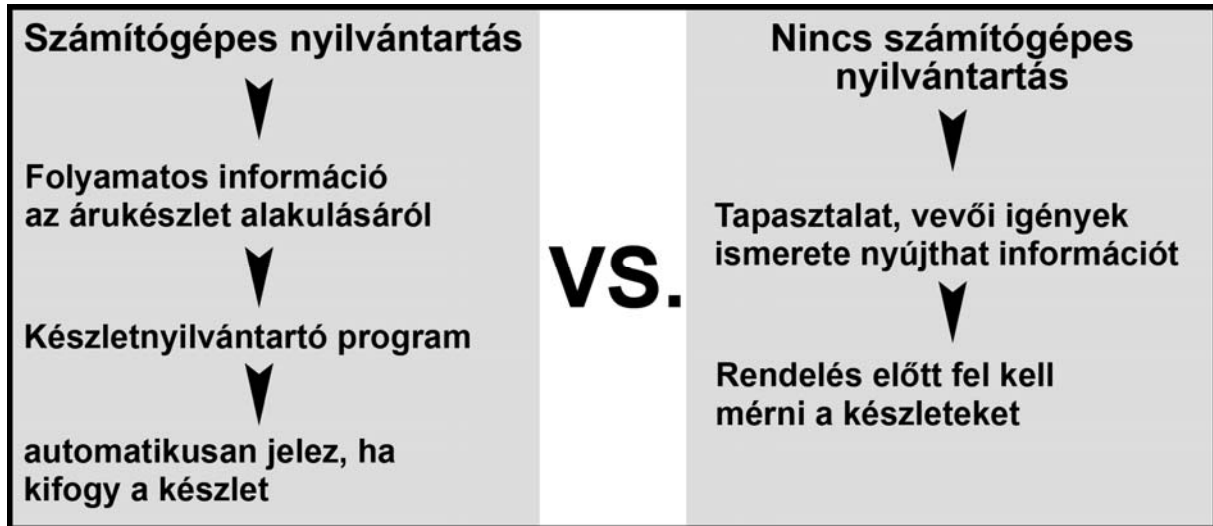 Számítógépes nyilvántartás
Folyamatos információ
az árukészlet alakulásáról
Készletnyilvántartó program
automatikusan jelez, ha
kifogy a készlet
VS.
Nincs számítógépes
nyilvántartás
Tapasztalat, vevői igények
ismerete nyújthat információt
Rendelés előtt fel kell
mérni a készleteket